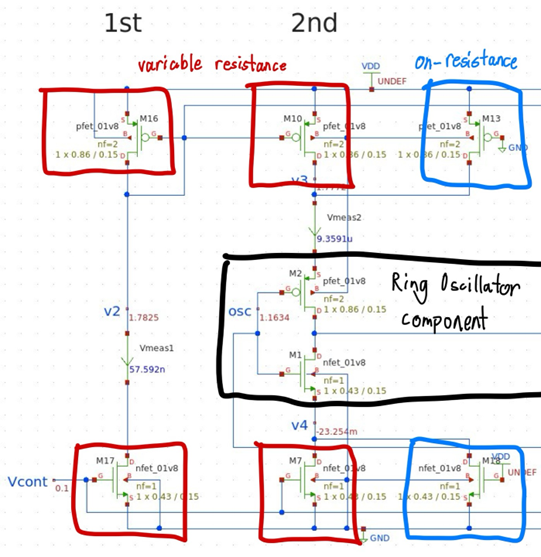 1st 2nd
variable resistance
on-resistance
VDD
UNDEF
M16
pfet_01v8
nf=2
1 x 0.86 / 0.15
S
G
B
D
M10
pfet_01v8
nf=2
1 x 0.86 / 0.15
S
G
B
D
M13
pfet_01v8
nf=2
1 x 0.86 / 0.15
S
G
B
D
GND
v3
Vmeas2
9.3591u
M2
pfet_01v8
nf=2
1 x 0.86 / 0.15
S
G
B
D
Ring Oscillator
component
v2
1.7825
osc
1.1634
Vmeas1
57.592n
M1
nfet_01v8
nf=1
1 x 0.43 / 0.15
D
G
B
S
v4
-23.254m
Vcont
0.1
M17
nfet_01v8
nf=1
1 x 0.43 / 0.15
D
G
B
S
M7
nfet_01v8
nf=1
1 x 0.43 / 0.15
D
G
B
S
M18
VDD
UNDEF
nfet_01v8
nf=1
1 x 0.43 / 0.15
D
G
B
S
GND